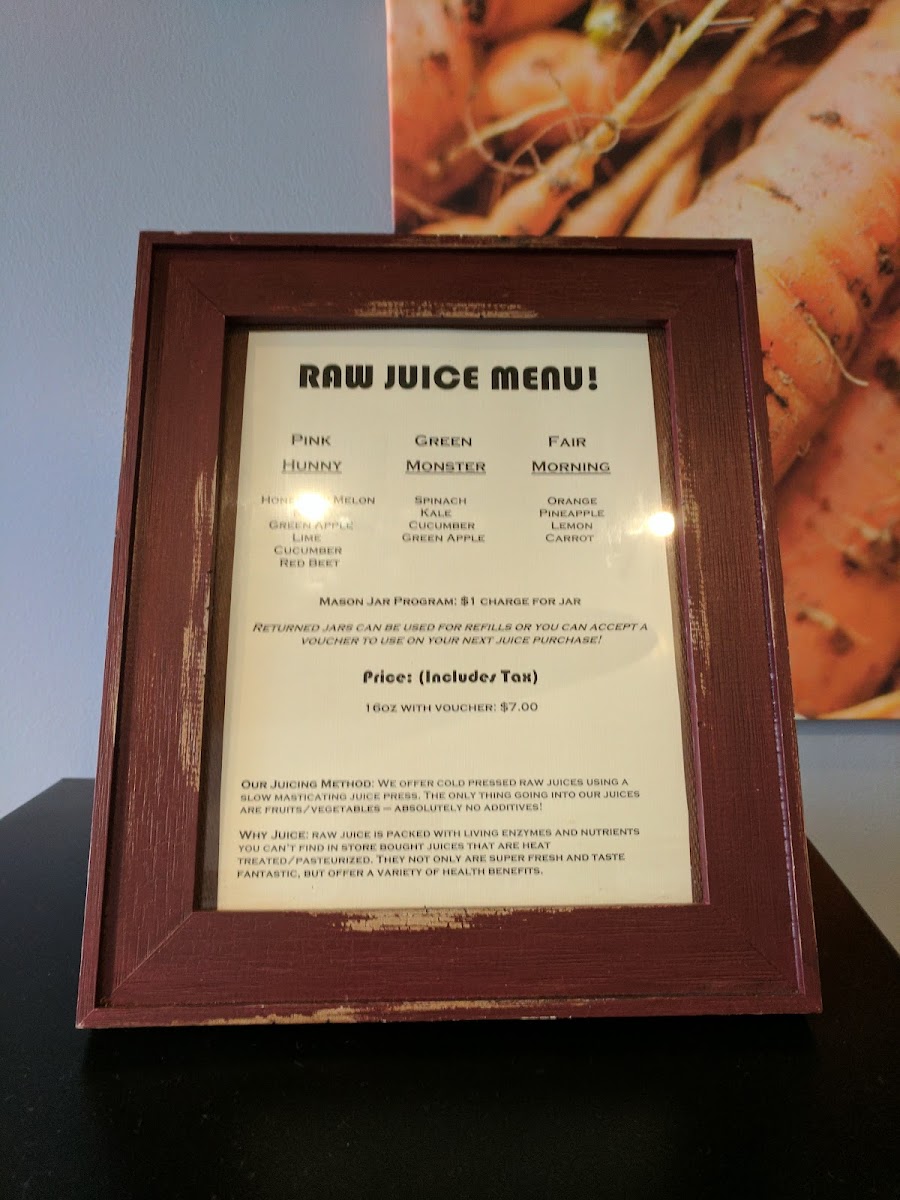 RAW JUICE MENU!
PINK GREEN FAIR
HUNNY MONSTER MORNING
MELON SPINACH ORANGE
KALE PINEAPPLE
GREEN APPLE CUCUMBER LEMON
LIME GREEN APPLE CARROT
CUCUMBER
RED BEET
MASON JAR PROGRAM: $1 CHARGE FOR JAR
RETURNED JARS CAN BE USED FOR REFILLS OR YOU CAN ACCEPT A
VOUCHER TO USE ON YOUR NEXT JUICE PURCHASE!
Price: (Includes Tax)
16OZ WITH VOUCHER: $7.00
OUR JUICING METHOD: WE OFFER COLD PRESSED RAW JUICES USING A
SLOW MASTICATING JUICE PRESS. THE ONLY THING GOING INTO OUR JUICES
ARE FRUITS/VEGETABLES – ABSOLUTELY NO ADDITIVES!
WHY JUICE: RAW JUICE IS PACKED WITH LIVING ENZYMES AND NUTRIENTS
YOU CAN'T FIND IN STORE BOUGHT JUICES THAT ARE HEAT
TREATED/PASTEURIZED. THEY NOT ONLY ARE SUPER FRESH AND TASTE
FANTASTIC, BUT OFFER A VARIETY OF HEALTH BENEFITS.